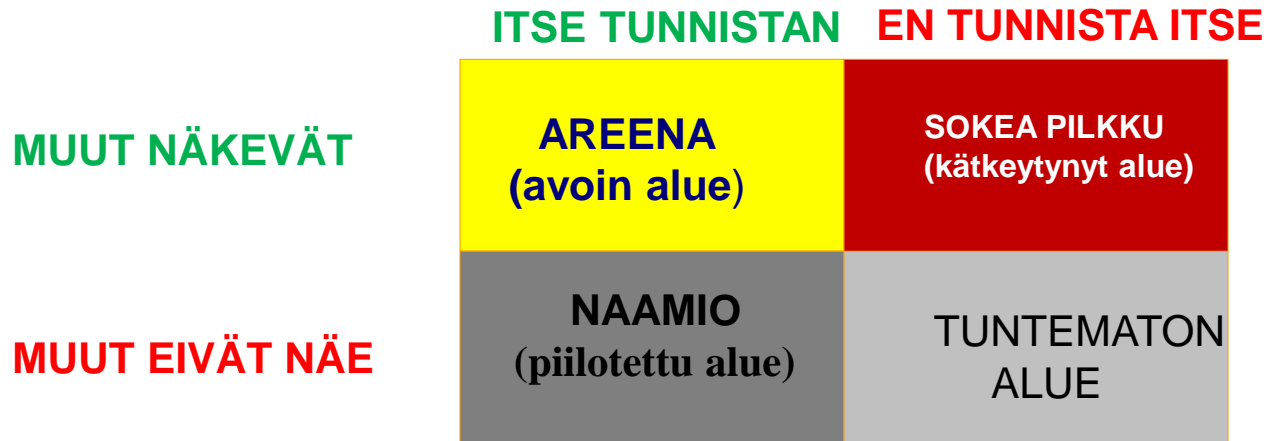 ITSE TUNNISTAN EN TUNNISTA ITSE
MUUT NÄKEVÄT
AREENA
(avoin alue)
SOKEA PILKKU
(kätkeytynyt alue)
MUUT EIVÄT NÄE
NAAMIO
(piilotettu alue)
TUNTEMATON
ALUE